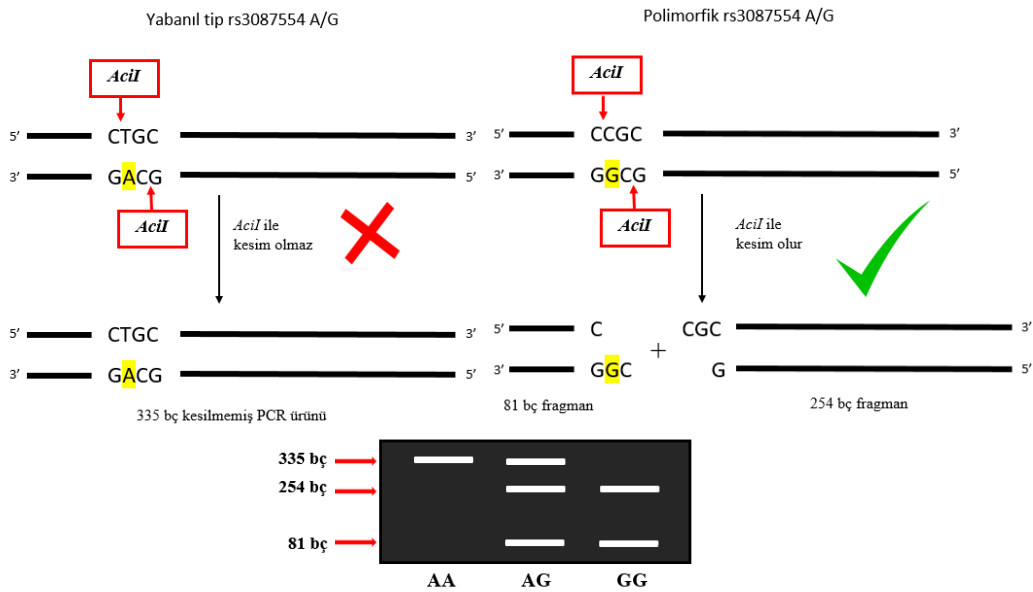 Yabanıl tip rs3087554 A/G
Polimorfik rs3087554 A/G
AciI
AciI
5’ CTGC 3’
3’ GACG 5’
5’ CCGC 3’
3’ GGCG 5’
AciI
AciI ile
kesim olmaz
AciI
AciI ile
kesim olur
5’ CTGC 3’
3’ GACG 5’
5’ C + CGC 3’
3’ GGC G 5’
335 bç kesilmemiş PCR ürünü
81 bç fragman
254 bç fragman
335 bç
254 bç
81 bç
AA AG GG